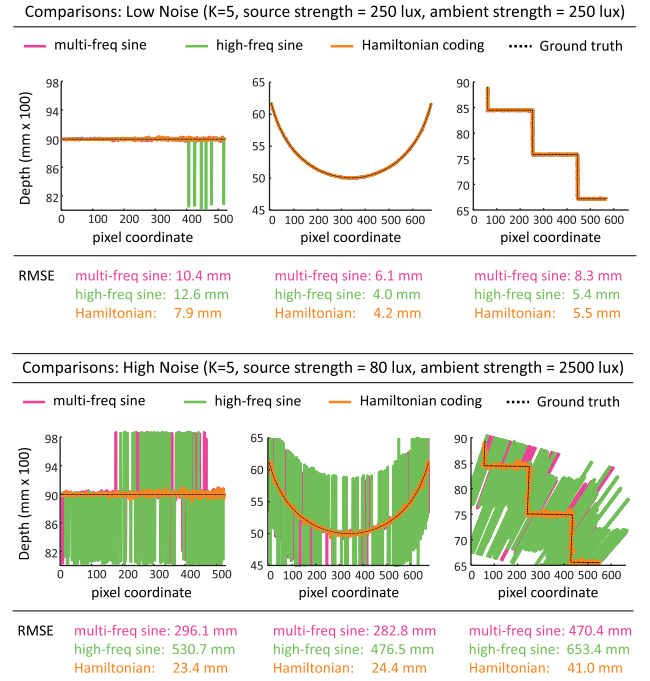 Comparisons: Low Noise (K=5, source strength = 250 lux, ambient strength = 250 lux)
multi-freq sine high-freq sine Hamiltonian coding Ground truth
Depth (mm x 100)
98
94
90
86
82
0 100 200 300 400 500
pixel coordinate
65
60
55
50
45
0 100 200 300 400 500 600
pixel coordinate
90
85
80
75
70
65
0 100 200 300 400 500 600
pixel coordinate
RMSE
multi-freq sine: 10.4 mm
high-freq sine: 12.6 mm
Hamiltonian: 7.9 mm
multi-freq sine: 6.1 mm
high-freq sine: 4.0 mm
Hamiltonian: 4.2 mm
multi-freq sine: 8.3 mm
high-freq sine: 5.4 mm
Hamiltonian: 5.5 mm
Comparisons: High Noise (K=5, source strength = 80 lux, ambient strength = 2500 lux)
multi-freq sine high-freq sine Hamiltonian coding Ground truth
Depth (mm x 100)
98
94
90
86
82
0 100 200 300 400 500
pixel coordinate
65
60
55
50
45
0 100 200 300 400 500 600
pixel coordinate
90
85
80
75
70
65
0 100 200 300 400 500 600
pixel coordinate
RMSE
multi-freq sine: 296.1 mm
high-freq sine: 530.7 mm
Hamiltonian: 23.4 mm
multi-freq sine: 282.8 mm
high-freq sine: 476.5 mm
Hamiltonian: 24.4 mm
multi-freq sine: 470.4 mm
high-freq sine: 653.4 mm
Hamiltonian: 41.0 mm